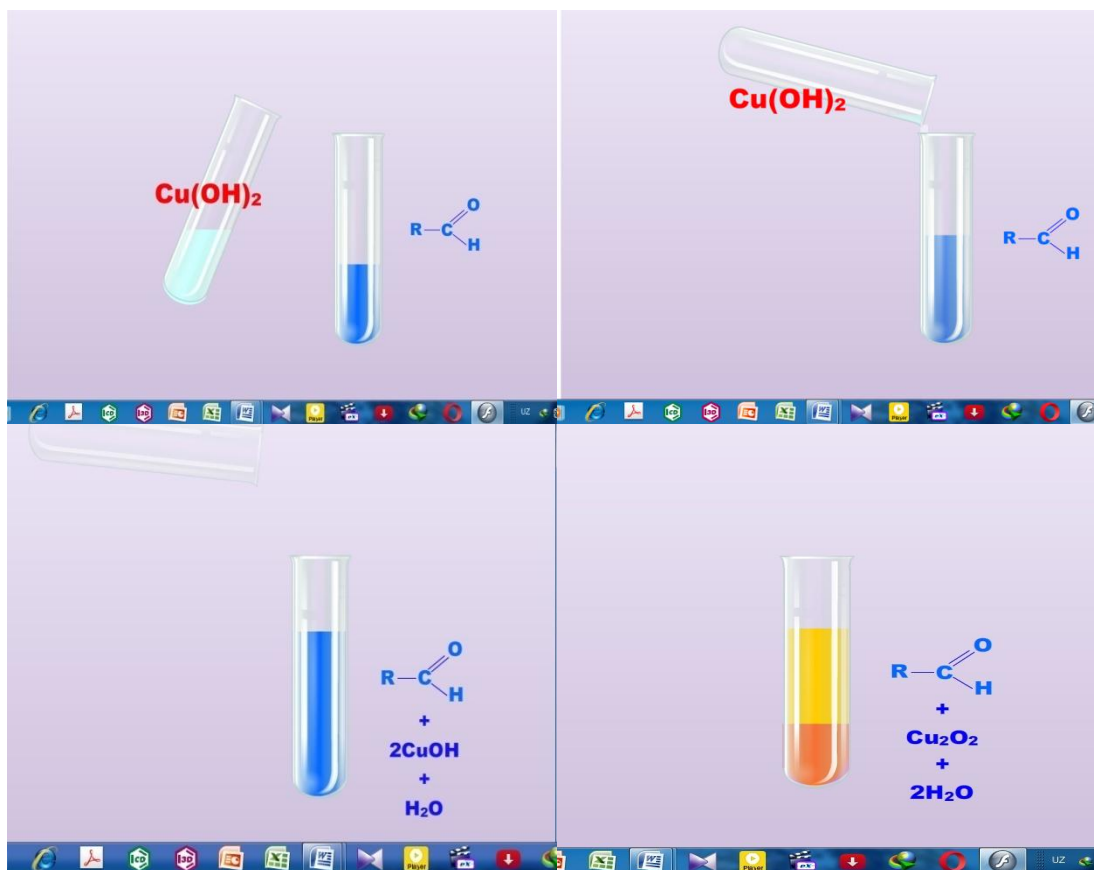 Cu(OH)₂
O
R—C
H
Cu(OH)₂
O
R—C
H
UZ
O
R—C
H
+
2CuOH
+
H₂O
O
R—C
H
+
Cu₂O₂
+
2H₂O
UZ